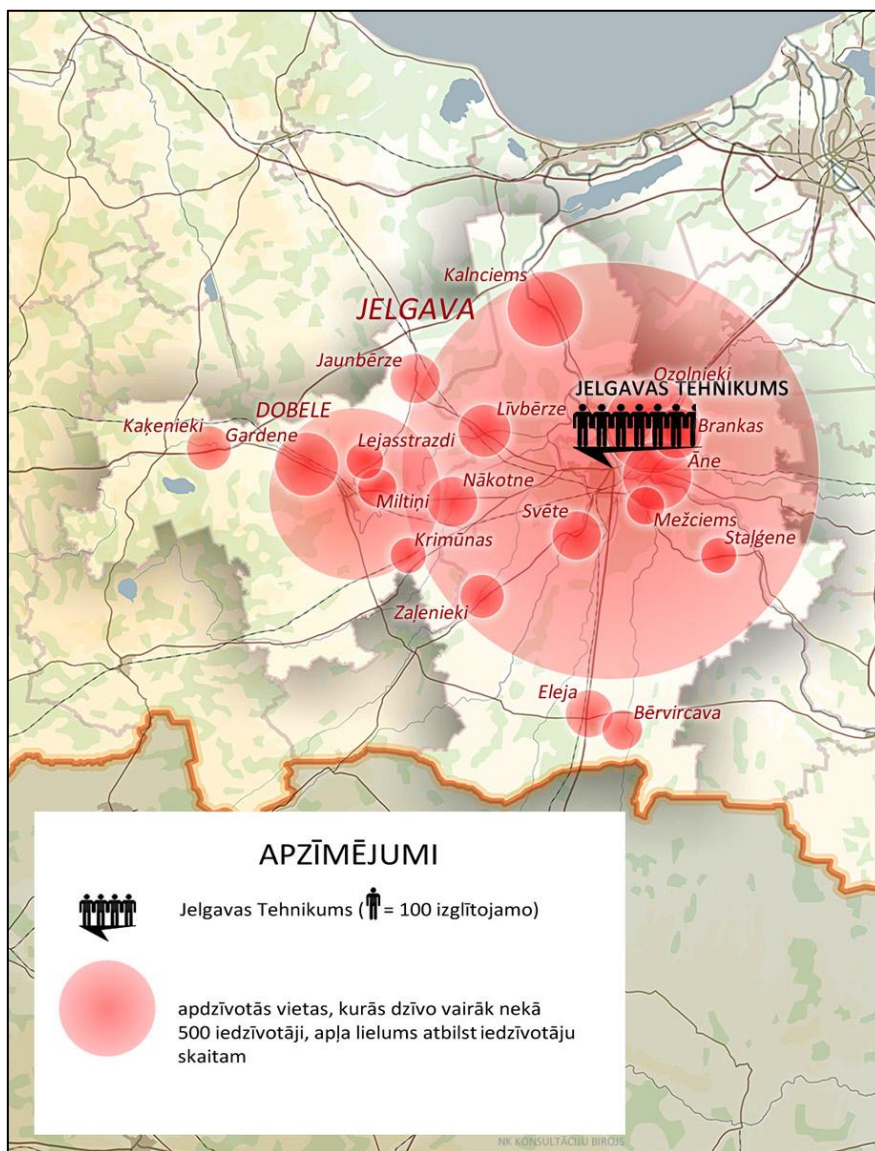 Kalnciems
JELGAVA
Jaunbērze
Ozolnieki
JELGAVAS TEHNIKUMS
DOBELE
Līvbērze
Kaķenieki
Gardene
Brankas
Lejasstrazdi
Āne
Nākotne
Miltiņi
Svēte
Mežciems
Krimūnas
Staļģene
Zaļenieki
Eleja
Bērvircava
APZĪMĒJUMI
Jelgavas Tehnikums (= 100 izglītojamo)
apdzīvotās vietas, kurās dzīvo vairāk nekā
500 iedzīvotāji, apļa lielums atbilst iedzīvotāju
skaitam
NK KONSULTĀCIJU BIROJS